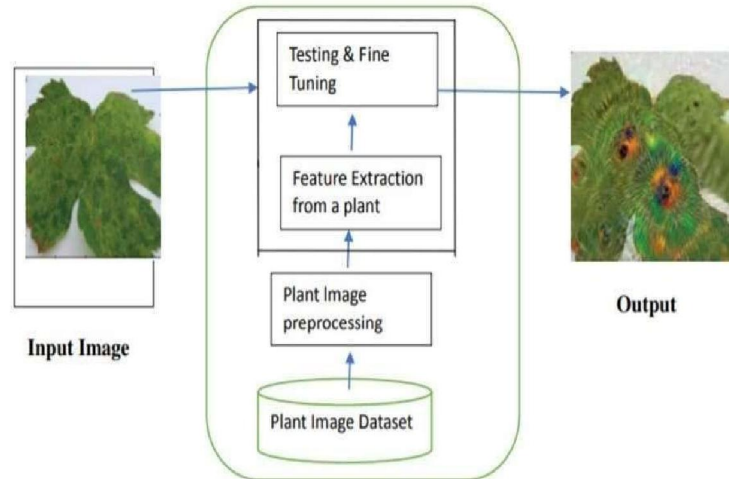 Testing & Fine
Tuning
Feature Extraction
from a plant
Plant Image
preprocessing
Plant Image Dataset
Input Image
Output